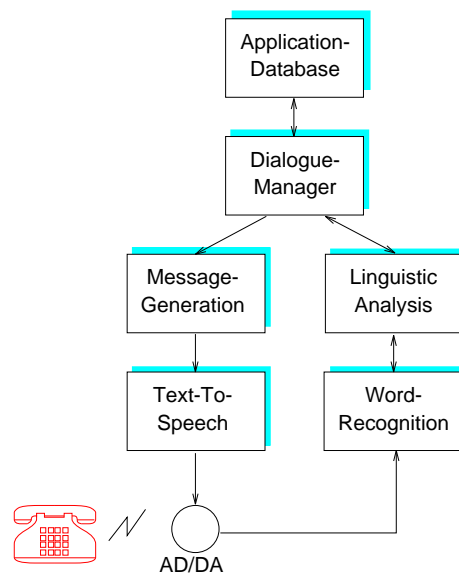 Application-
Database
Dialogue-
Manager
Message-
Generation
Linguistic
Analysis
Text-To-
Speech
Word-
Recognition
AD/DA